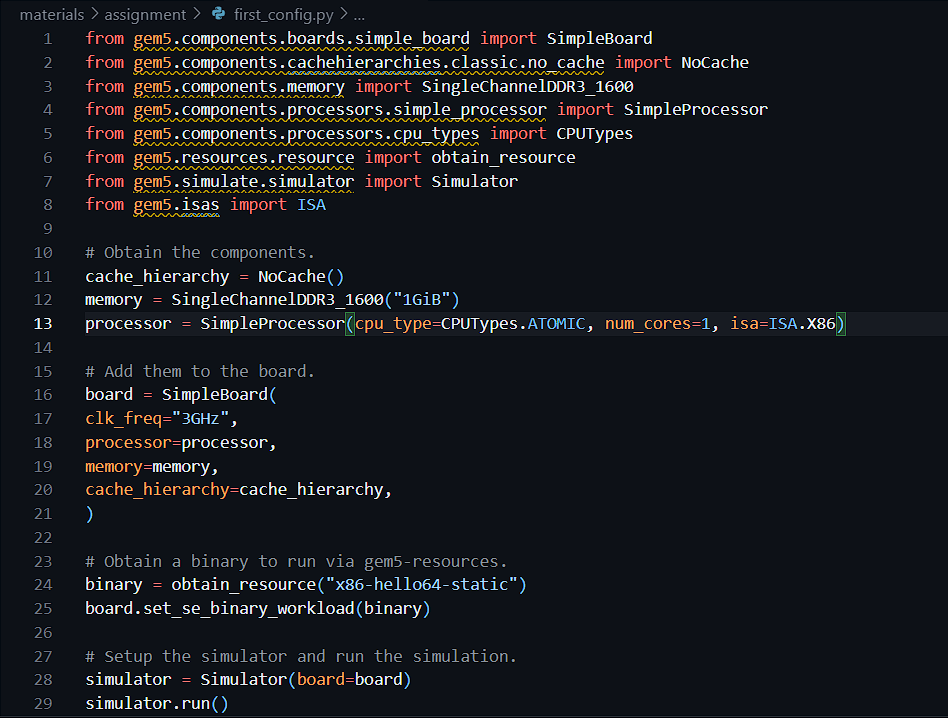 materials > assignment > first_config.py > ...
1 from gem5.components.boards.simple_board import SimpleBoard
2 from gem5.components.cachehierarchies.classic.no_cache import NoCache
3 from gem5.components.memory import SingleChannelDDR3_1600
4 from gem5.components.processors.simple_processor import SimpleProcessor
5 from gem5.components.processors.cpu_types import CPUTypes
6 from gem5.resources.resource import obtain_resource
7 from gem5.simulate.simulator import Simulator
8 from gem5.isas import ISA
9
10 # Obtain the components.
11 cache_hierarchy = NoCache()
12 memory = SingleChannelDDR3_1600("1GiB")
13 processor = SimpleProcessor(cpu_type=CPUTypes.ATOMIC, num_cores=1, isa=ISA.X86)
14
15 # Add them to the board.
16 board = SimpleBoard(
17 clk_freq="3GHz",
18 processor=processor,
19 memory=memory,
20 cache_hierarchy=cache_hierarchy,
21 )
22
23 # Obtain a binary to run via gem5-resources.
24 binary = obtain_resource("x86-hello64-static")
25 board.set_se_binary_workload(binary)
26
27 # Setup the simulator and run the simulation.
28 simulator = Simulator(board=board)
29 simulator.run()